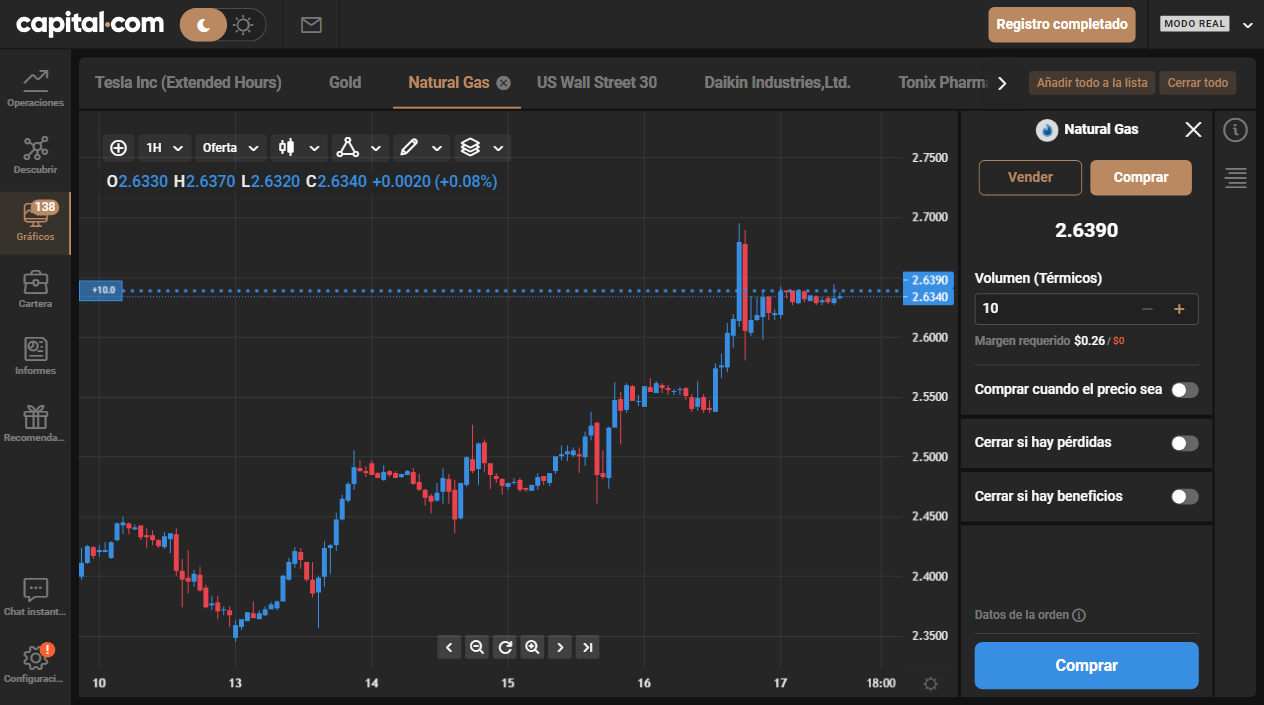 capital.com
Registro completado
MODO REAL
Operaciones
Descubrir
138
Gráficos
Cartera
Informes
Recomenda...
Chat instant...
!
Configuraci...
Tesla Inc (Extended Hours)
Gold
Natural Gas
US Wall Street 30
Daikin Industries,Ltd.
Tonix Pharm
Añadir todo a la lista
Cerrar todo
1H
Oferta
O2.6330 H2.6370 L2.6320 C2.6340 +0.0020 (+0.08%)
+10.0
2.7500
2.7000
2.6390
2.6340
2.6000
2.5500
2.5000
2.4500
2.4000
2.3500
10
13
14
15
16
17
18:00
Natural Gas
Vender
Comprar
2.6390
Volumen (Térmicos)
10
Margen requerido $0.26 / $0
Comprar cuando el precio sea
Cerrar si hay pérdidas
Cerrar si hay beneficios
Datos de la orden
Comprar